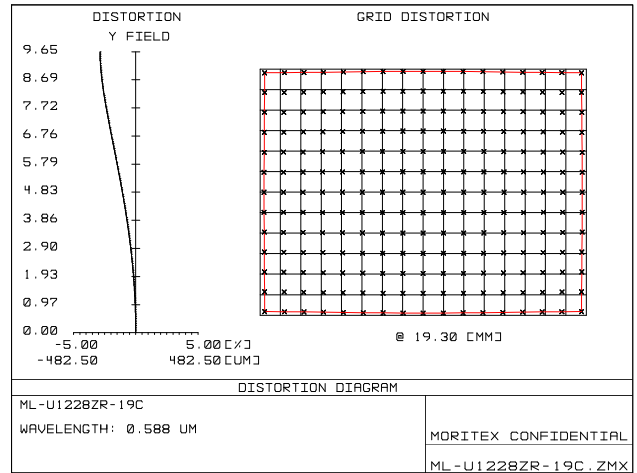 DISTORTION
GRID DISTORTION
Y FIELD
9.65
8.69
7.72
6.76
5.79
4.83
3.86
2.90
1.93
0.97
0.00
-5.00
5.00[%]
-482.50
482.50[UM]
@ 19.30 [MM]
DISTORTION DIAGRAM
ML-U1228ZR-19C
WAVELENGTH: 0.588 UM
MORITEX CONFIDENTIAL
ML-U1228ZR-19C.ZMX